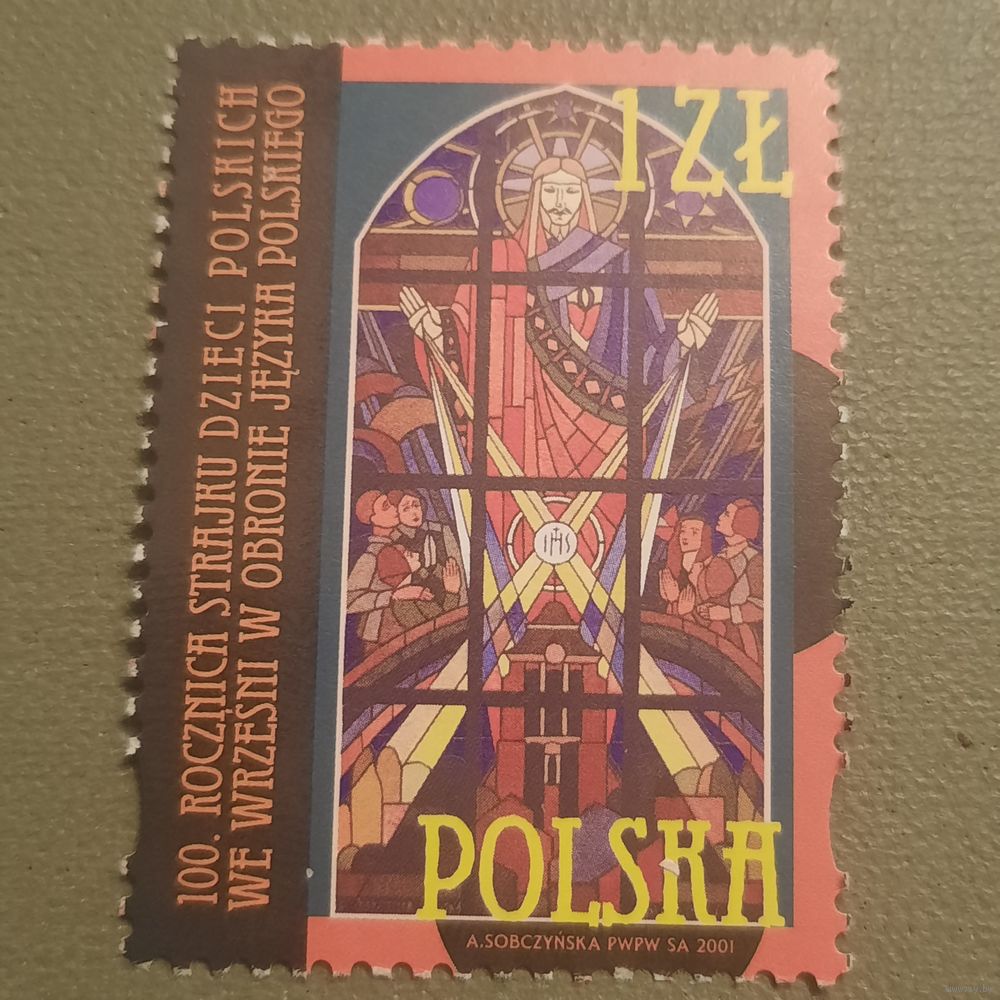 100. ROCZNICA STRAJKU DZIECI POLSKICH
WE WRZEŚNI W OBRONIE JĘZYKA POLSKIEGO
1 ZŁ
IHS
POLSKA
A.SOBCZYŃSKA PWPW SA 2001